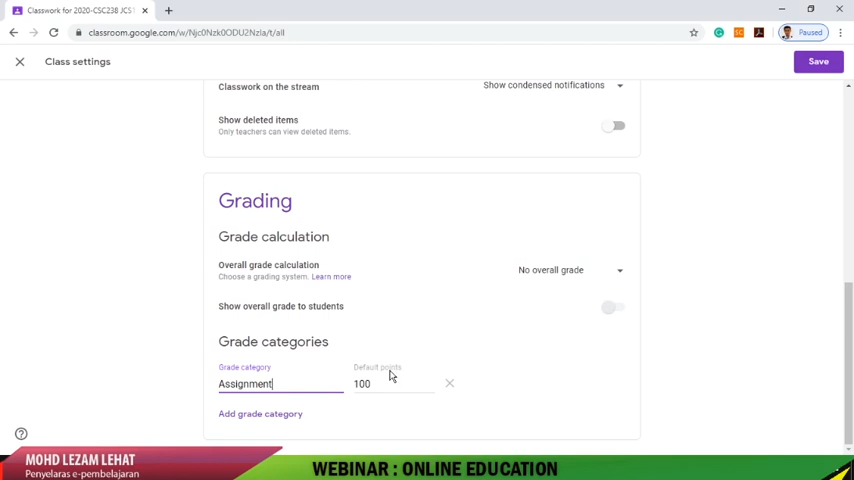 Classwork for 2020-CSC238 JCS1
classroom.google.com/w/Njc0Nzk0ODU2Nzla/t/all
Paused
Class settings
Save
Classwork on the stream
Show condensed notifications
Show deleted items
Only teachers can view deleted items.
Grading
Grade calculation
Overall grade calculation
No overall grade
Choose a grading system. Learn more
Show overall grade to students
Grade categories
Grade category
Default points
Assignment
100
Add grade category
MOHD LEZAM LEHAT
Penyelaras e-pembelajaran
WEBINAR : ONLINE EDUCATION